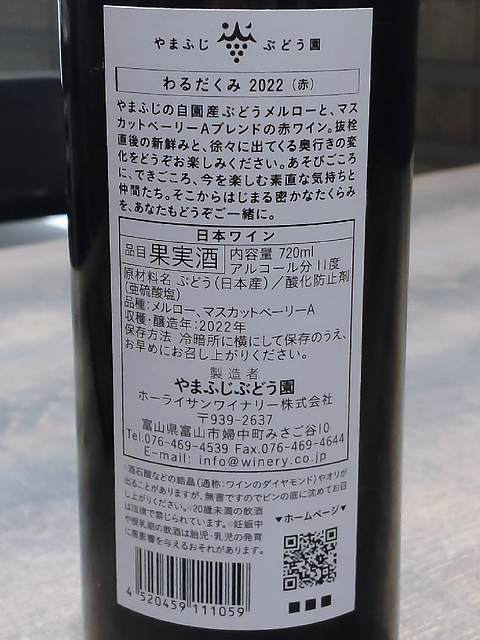 やまふじ ぶどう園
わるだくみ 2022（赤）
やまふじの自園産ぶどうメルローと、マス
カットベーリーAブレンドの赤ワイン。抜栓
直後の新鮮みと、徐々に出てくる奥行きの変
化をどうぞお楽しみください。あそびごころ
に、できごころ、今を楽しむ素直な気持ちと
仲間たち。そこからはじまる密かなたくらみ
を、あなたもどうぞご一緒に。
日本ワイン
品目 果実酒 内容量 720ml
アルコール分 11度
原材料名 ぶどう（日本産）／酸化防止剤
（亜硫酸塩）
品種：メルロー、マスカットベーリーA
収穫・醸造年：2022年
保存方法 冷暗所に横にして保存のうえ、
お早めにお召し上がりください。
製造者
やまふじぶどう園
ホーライサンワイナリー株式会社
〒939-2637
富山県富山市婦中町みさご谷10
Tel.076-469-4539 Fax.076-469-4644
E-mail: info@winery.co.jp
○酒石酸などの結晶（通称：ワインのダイヤモンド）やオリが
出ることがありますが、無害ですのでビンの底に沈めてお召
し上がりください。○20歳未満の飲酒
は法律で禁じられています。○妊娠中
や授乳期の飲酒は胎児・乳児の発育
に悪影響を与えるおそれがあります。
▼ホームページ▼
4 520459 111059